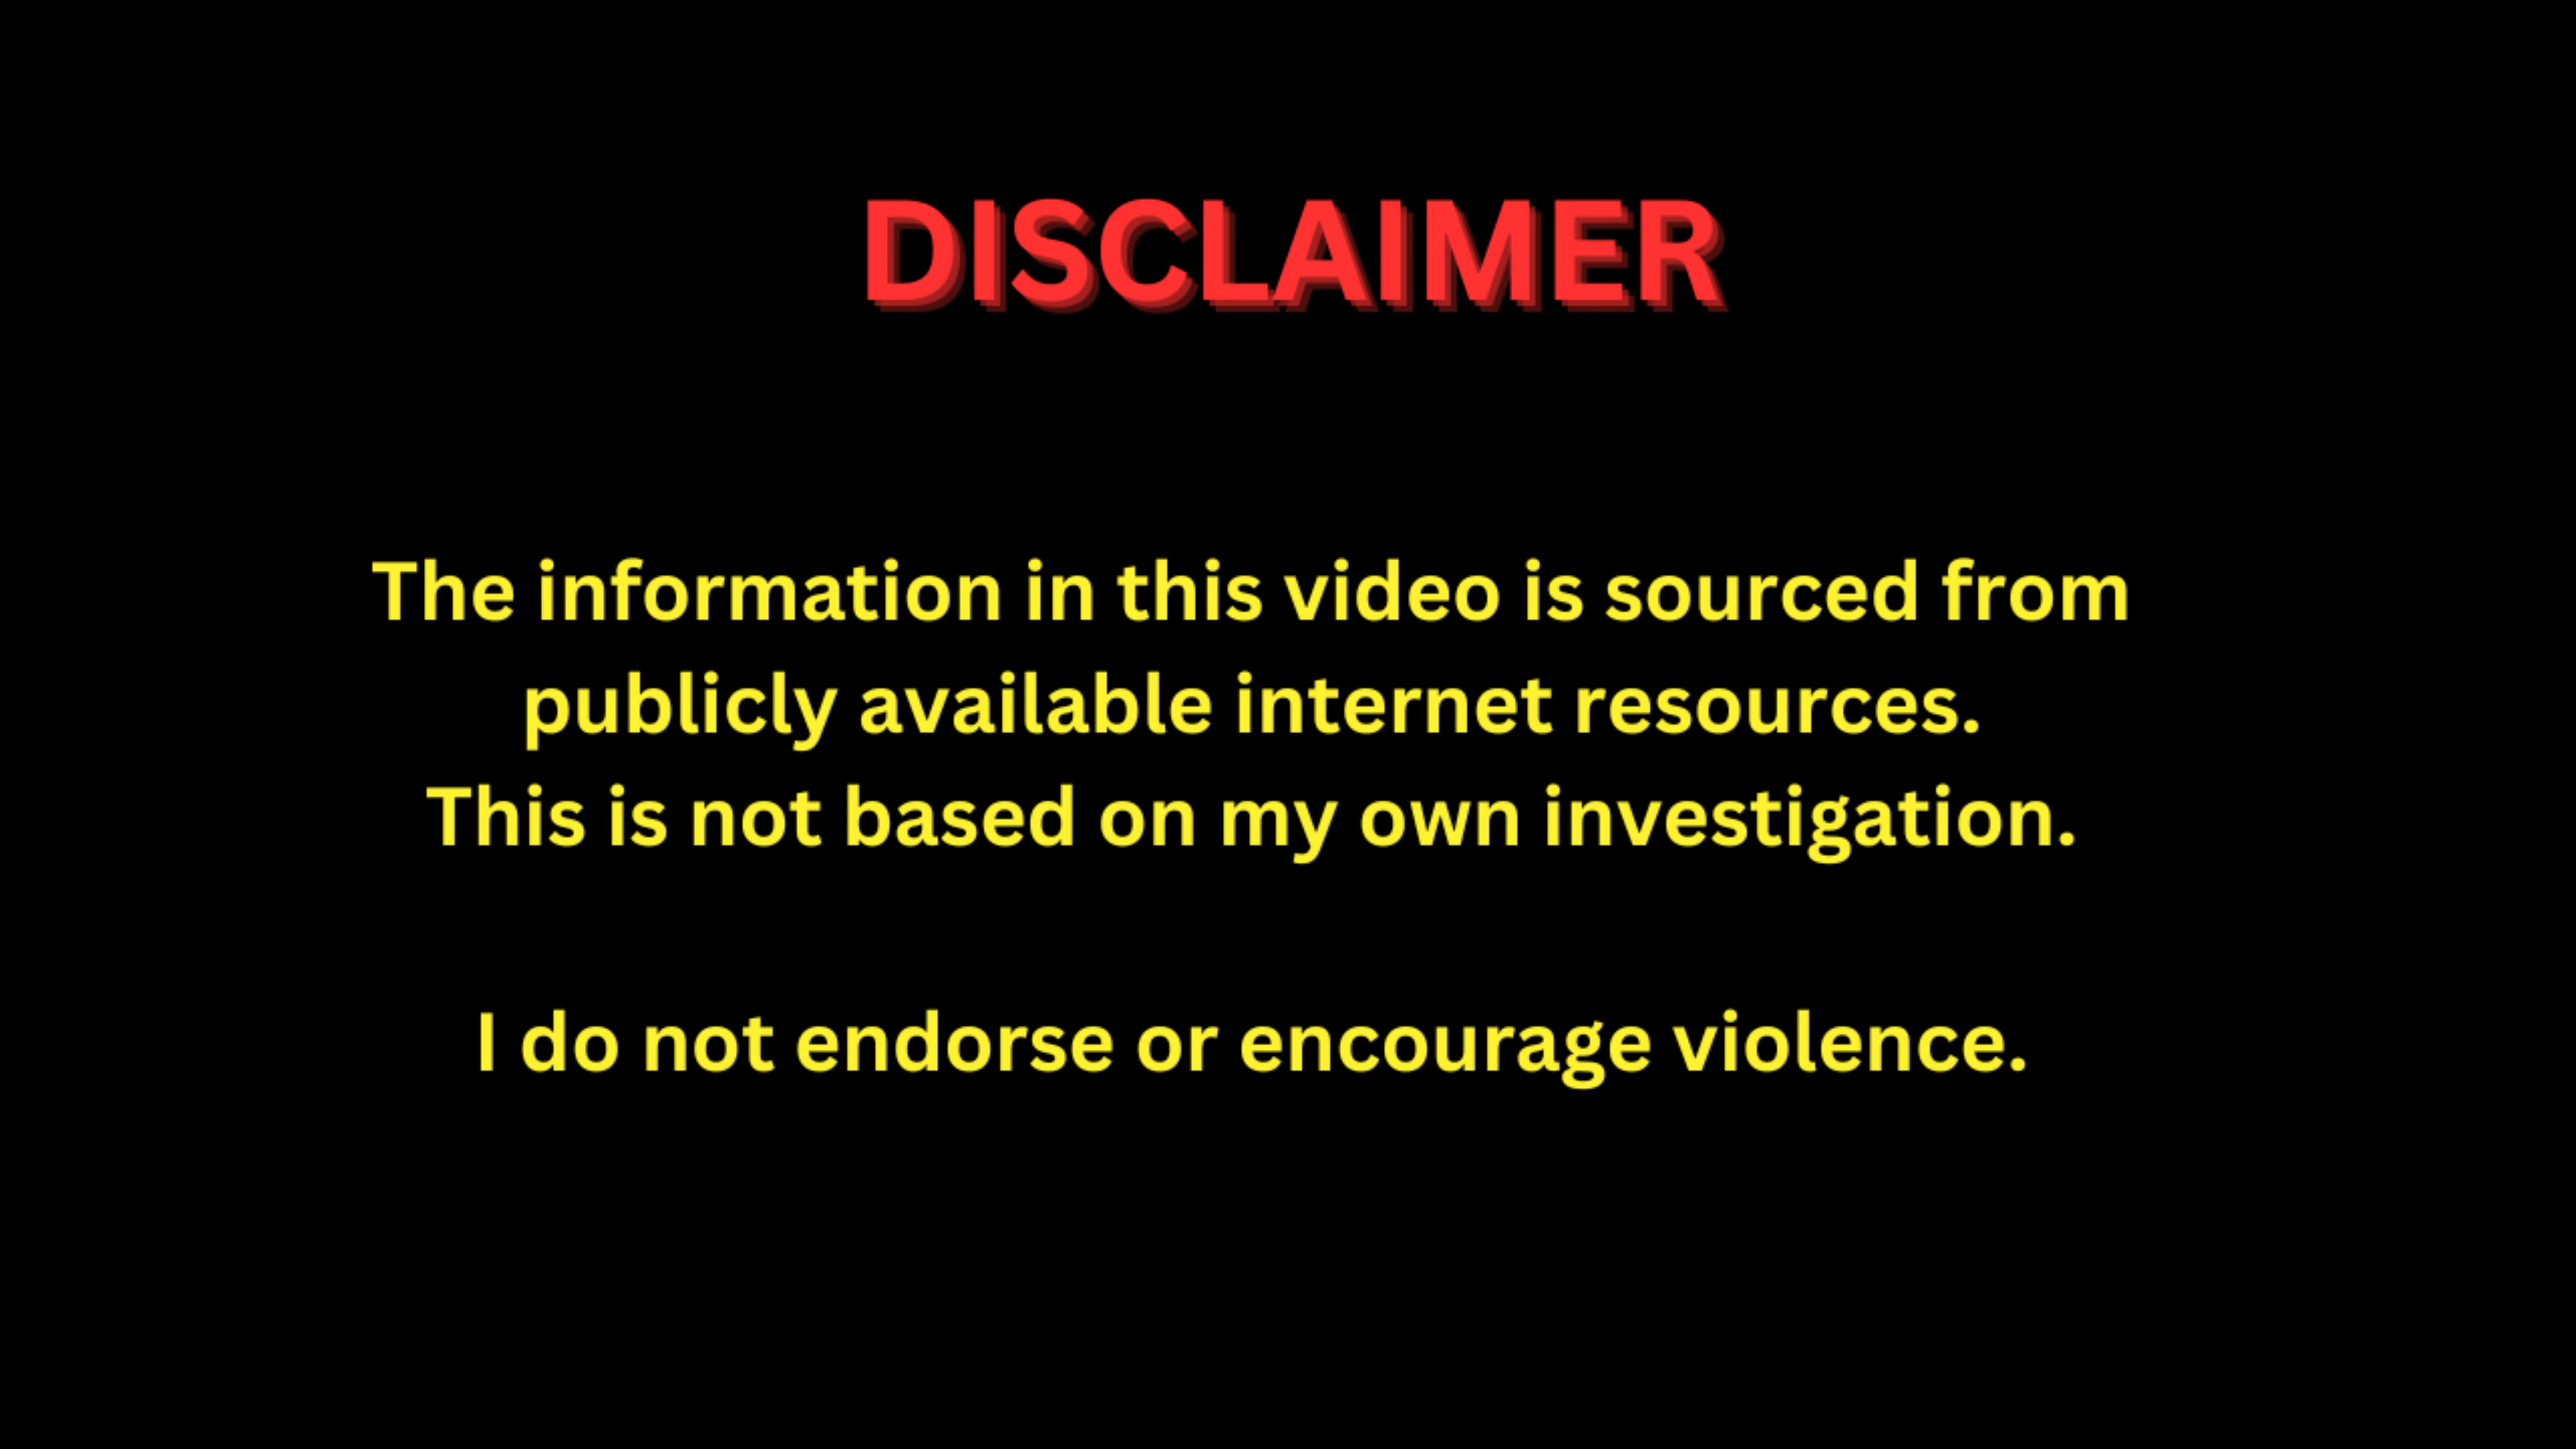 DISCLAIMER
The information in this video is sourced from
publicly available internet resources.
This is not based on my own investigation.
I do not endorse or encourage violence.